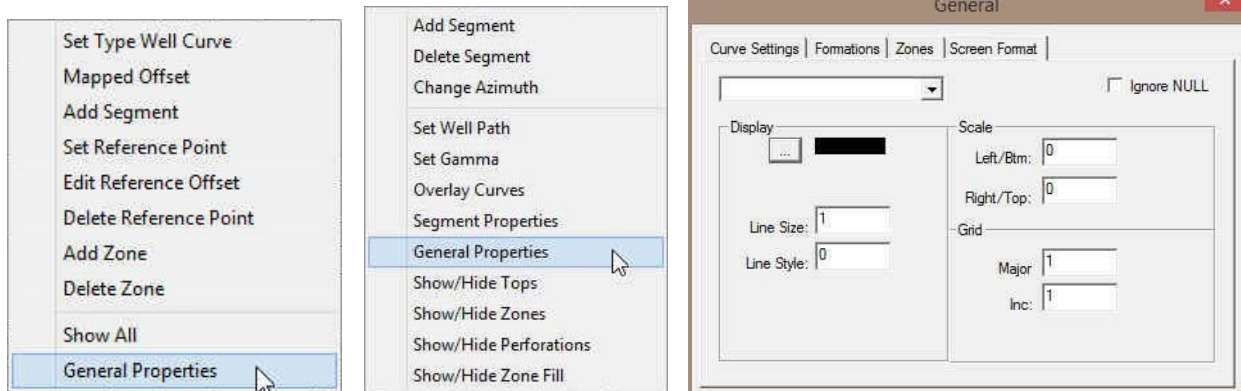 Set Type Well Curve
Mapped Offset
Add Segment
Set Reference Point
Edit Reference Offset
Delete Reference Point
Add Zone
Delete Zone
Show All
General Properties
Add Segment
Delete Segment
Change Azimuth
Set Well Path
Set Gamma
Overlay Curves
Segment Properties
General Properties
Show/Hide Tops
Show/Hide Zones
Show/Hide Perforations
Show/Hide Zone Fill
General
Curve Settings Formations Zones Screen Format
Ignore NULL
Display
...
Line Size: 1
Line Style: 0
Scale
Left/Btm: 0
Right/Top: 0
Grid
Major 1
Inc: 1